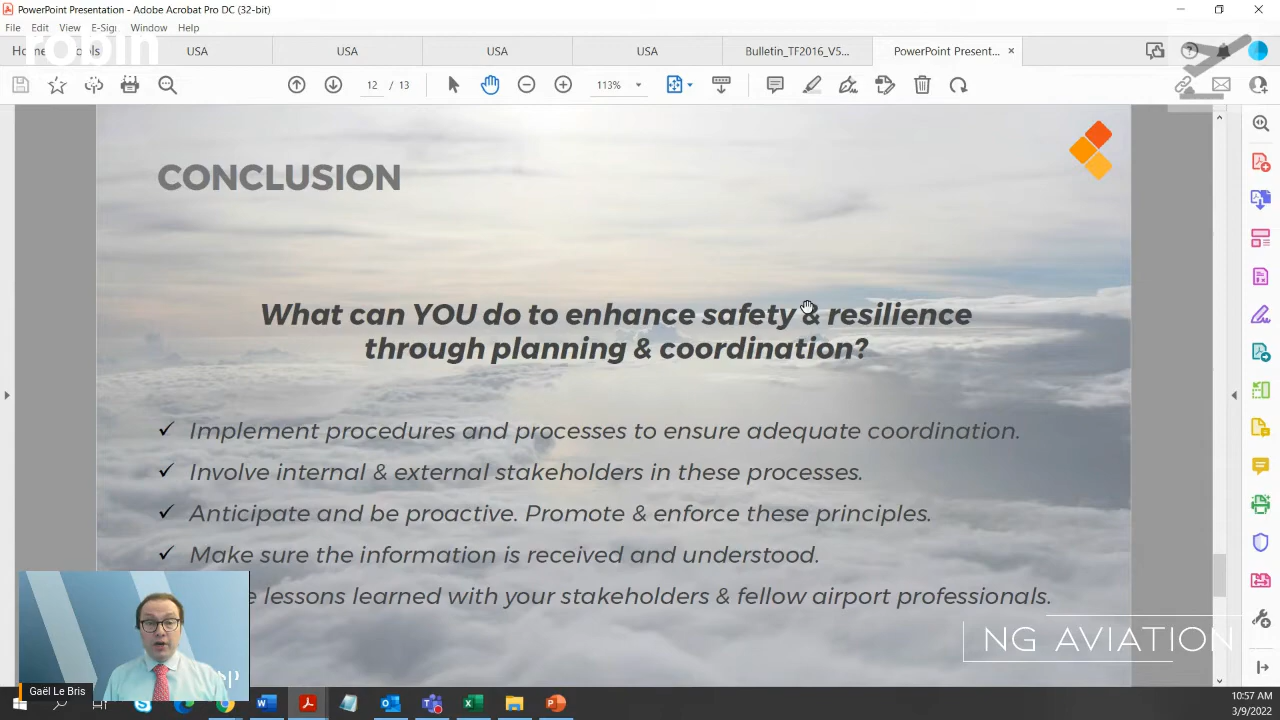 PowerPoint Presentation - Adobe Acrobat Pro DC (32-bit)
File Edit View E-Sign Window Help
robin
USA USA USA USA Bulletin_TF2016_V5... PowerPoint Present... ×
12 / 13 113%
CONCLUSION
What can YOU do to enhance safety & resilience
through planning & coordination?
✓ Implement procedures and processes to ensure adequate coordination.
✓ Involve internal & external stakeholders in these processes.
✓ Anticipate and be proactive. Promote & enforce these principles.
✓ Make sure the information is received and understood.
lessons learned with your stakeholders & fellow airport professionals.
NG AVIATION
Gaël Le Bris
10:57 AM
3/9/2022